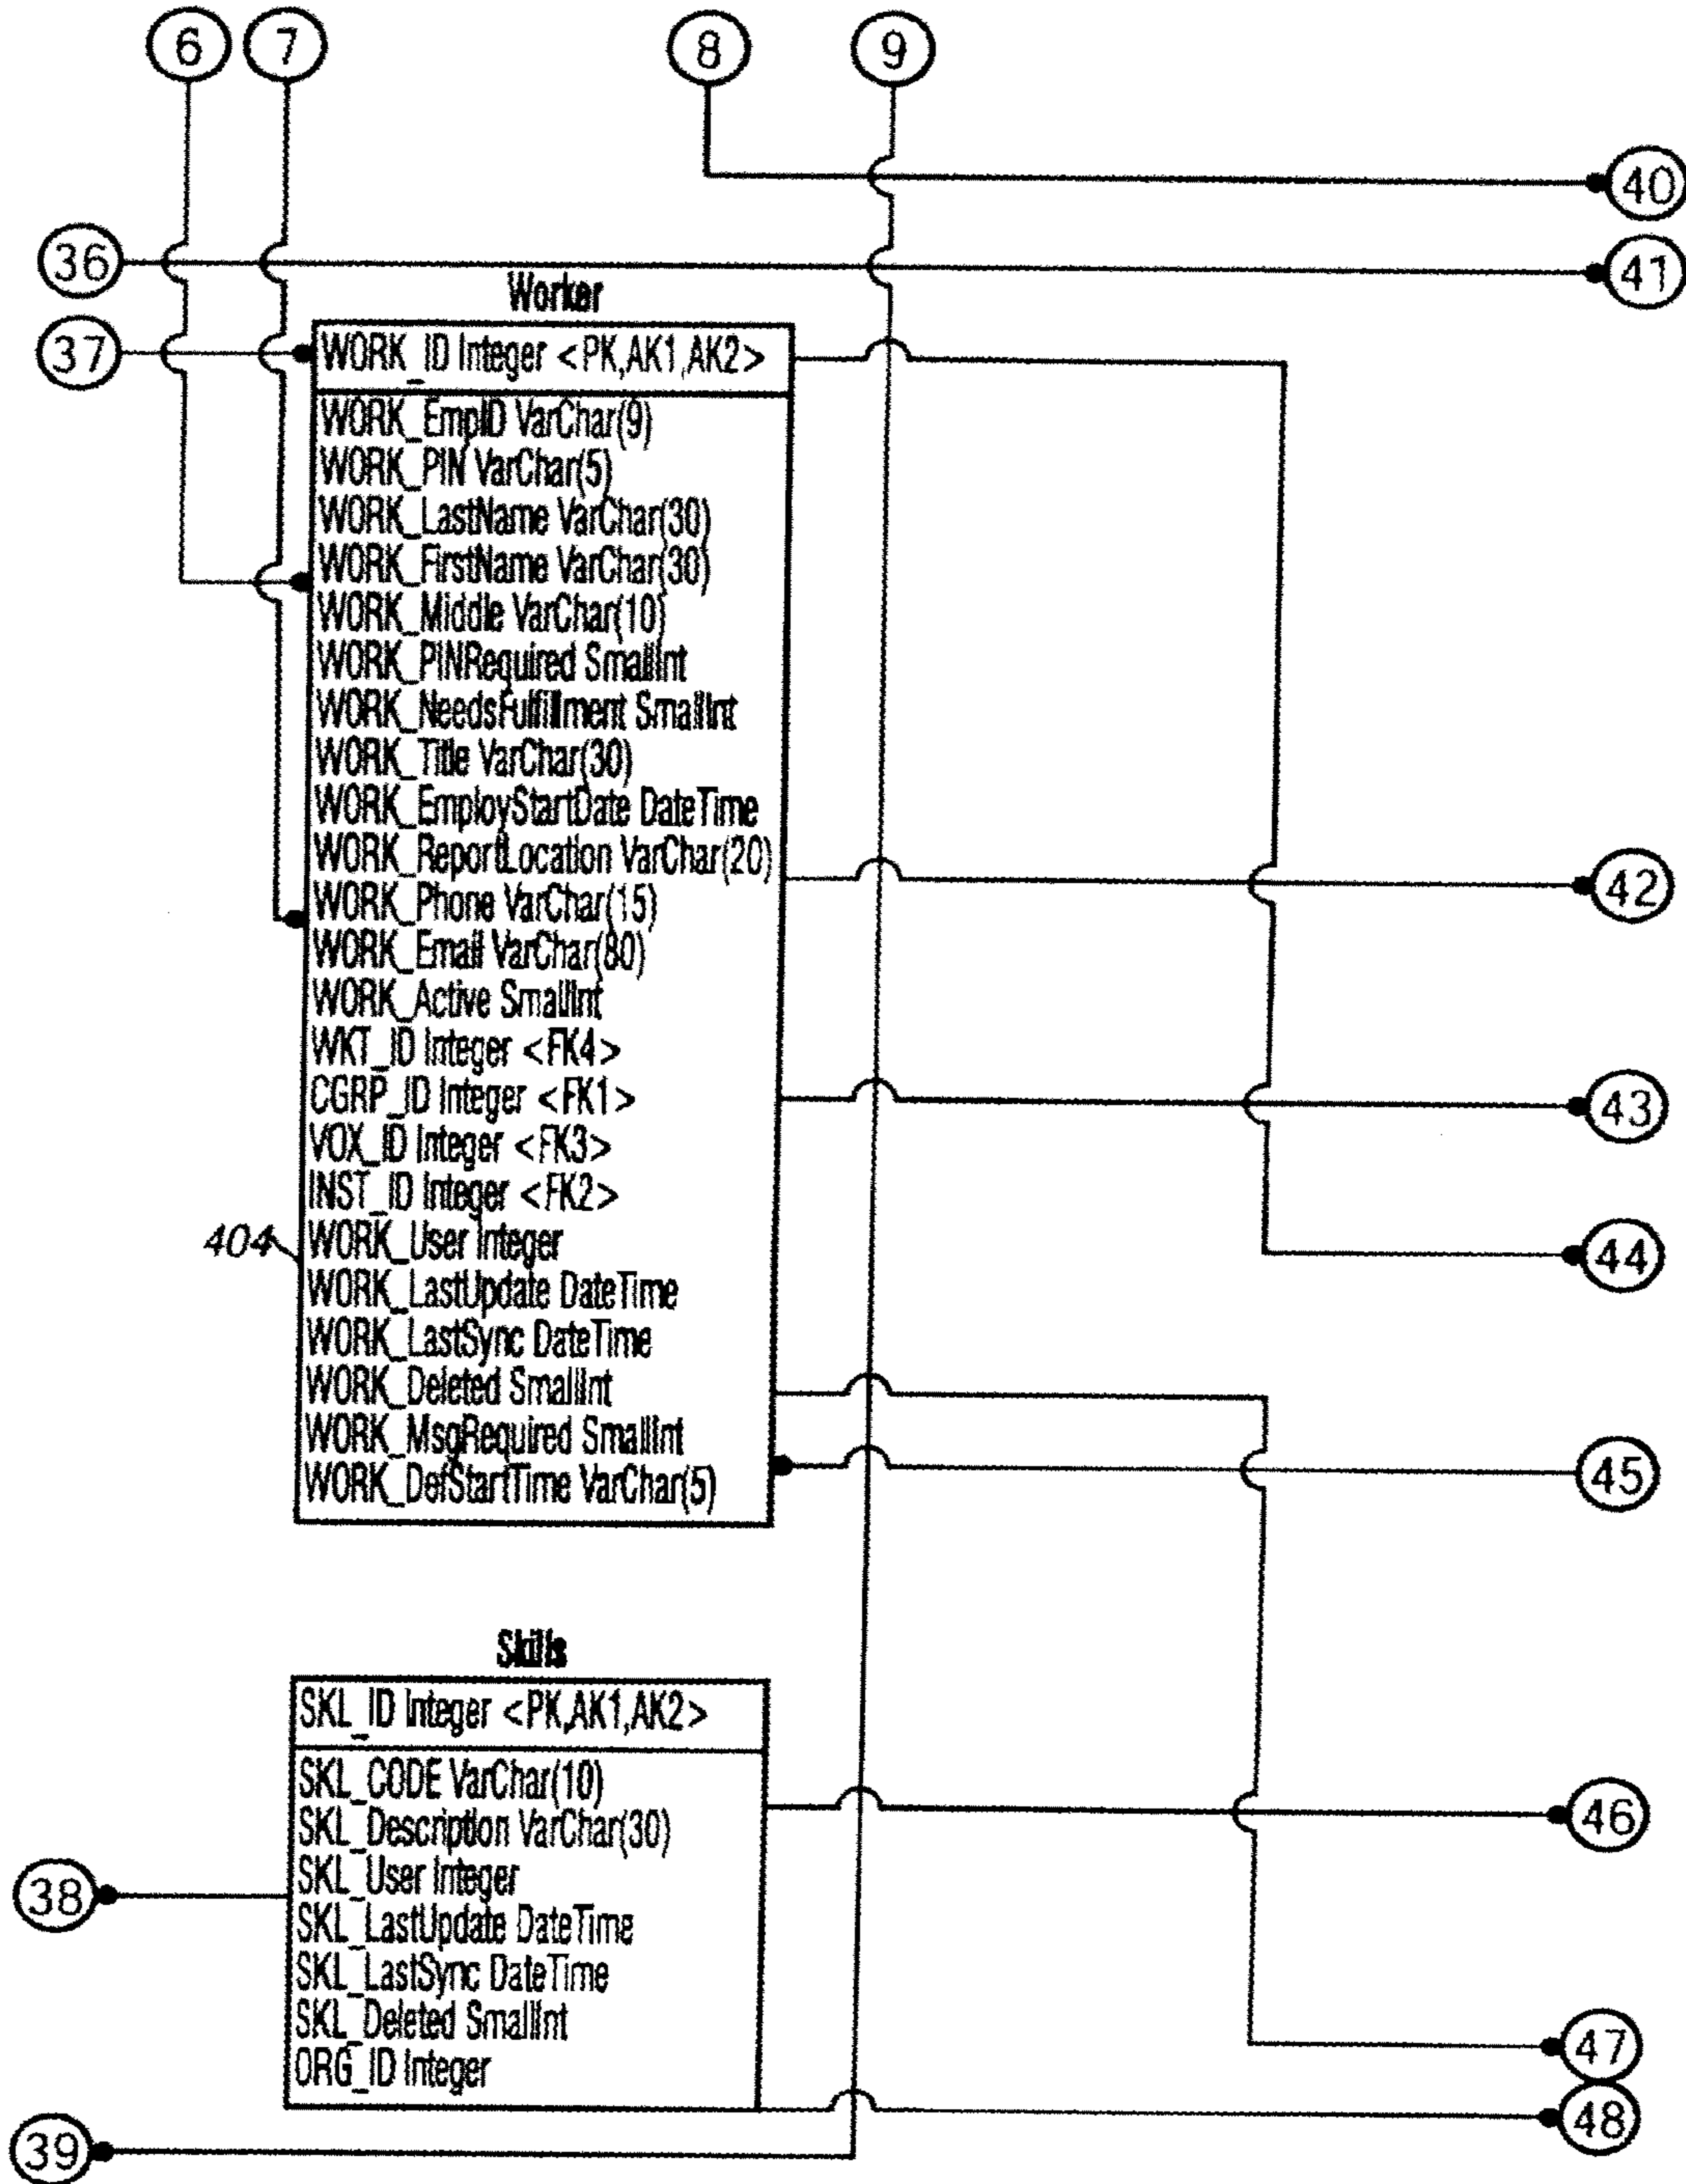 6 7 8 9
40
36 41
Worker
37 WORK_ID Integer <PK,AK1,AK2>
WORK_EmpID VarChar(9)
WORK_PIN VarChar(5)
WORK_LastName VarChar(30)
WORK_FirstName VarChar(30)
WORK_Middle VarChar(10)
WORK_PINRequired SmallInt
WORK_NeedsFulfillment SmallInt
WORK_Title VarChar(30)
WORK_EmployStartDate DateTime
WORK_ReportLocation VarChar(20)
42
WORK_Phone VarChar(15)
WORK_Email VarChar(80)
WORK_Active SmallInt
WKT_ID Integer <FK4>
CGRP_ID Integer <FK1>
43
VOX_ID Integer <FK3>
INST_ID Integer <FK2>
404 WORK_User Integer
44
WORK_LastUpdate DateTime
WORK_LastSync DateTime
WORK_Deleted SmallInt
WORK_MsgRequired SmallInt
45
WORK_DefStartTime VarChar(5)
Skills
SKL_ID Integer <PK,AK1,AK2>
SKL_CODE VarChar(10)
46
SKL_Description VarChar(30)
SKL_User Integer
38
SKL_LastUpdate DateTime
SKL_LastSync DateTime
SKL_Deleted SmallInt
47
ORG_ID Integer
48
39